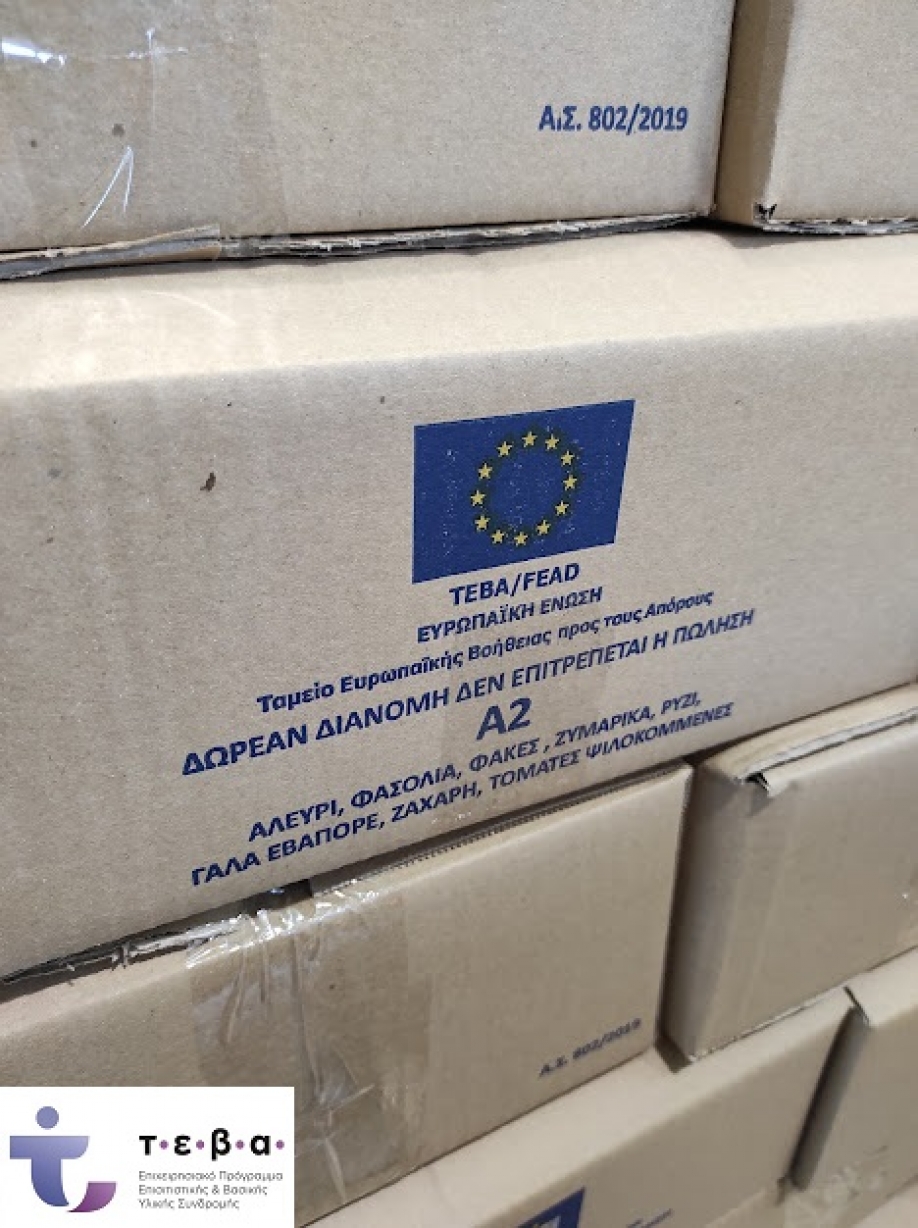 Α.Σ. 802/2019
ΤΕΒΑ/FEAD
ΕΥΡΩΠΑΪΚΗ ΕΝΩΣΗ
Ταμείο Ευρωπαϊκής Βοήθειας προς τους Απόρους
ΔΩΡΕΑΝ ΔΙΑΝΟΜΗ ΔΕΝ ΕΠΙΤΡΕΠΕΤΑΙ Η ΠΩΛΗΣΗ
Α2
ΑΛΕΥΡΙ, ΦΑΣΟΛΙΑ, ΦΑΚΕΣ , ΖΥΜΑΡΙΚΑ, ΡΥΖΙ,
ΓΑΛΑ ΕΒΑΠΟΡΕ, ΖΑΧΑΡΗ, ΤΟΜΑΤΕΣ ΨΙΛΟΚΟΜΜΕΝΕΣ
Α.Σ. 802/2019
τ·ε·β·α·
Επιχειρησιακό Πρόγραμμα
Επισιτιστικής & Βασικής
Υλικής Συνδρομής